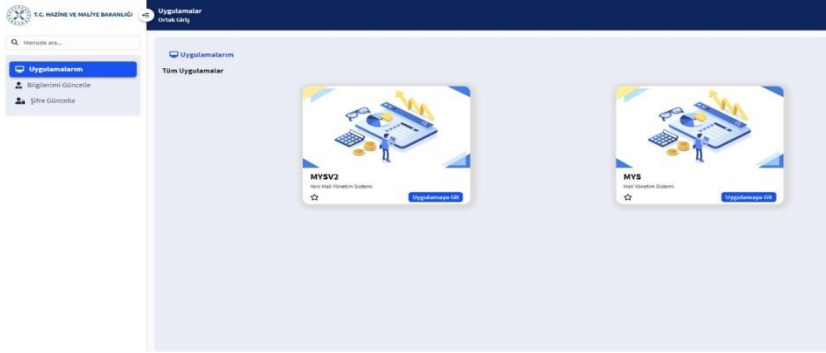 T.C. HAZİNE VE MALİYE BAKANLIĞI
Uygulamalar
Ortak Giriş
Menüde ara...
Uygulamalarım
Bilgilerimi Güncelle
Şifre Güncelle
Uygulamalarım
Tüm Uygulamalar
MYSV2
Yeni Mali Yönetim Sistemi
Uygulamaya Git
MYS
Mali Yönetim Sistemi
Uygulamaya Git